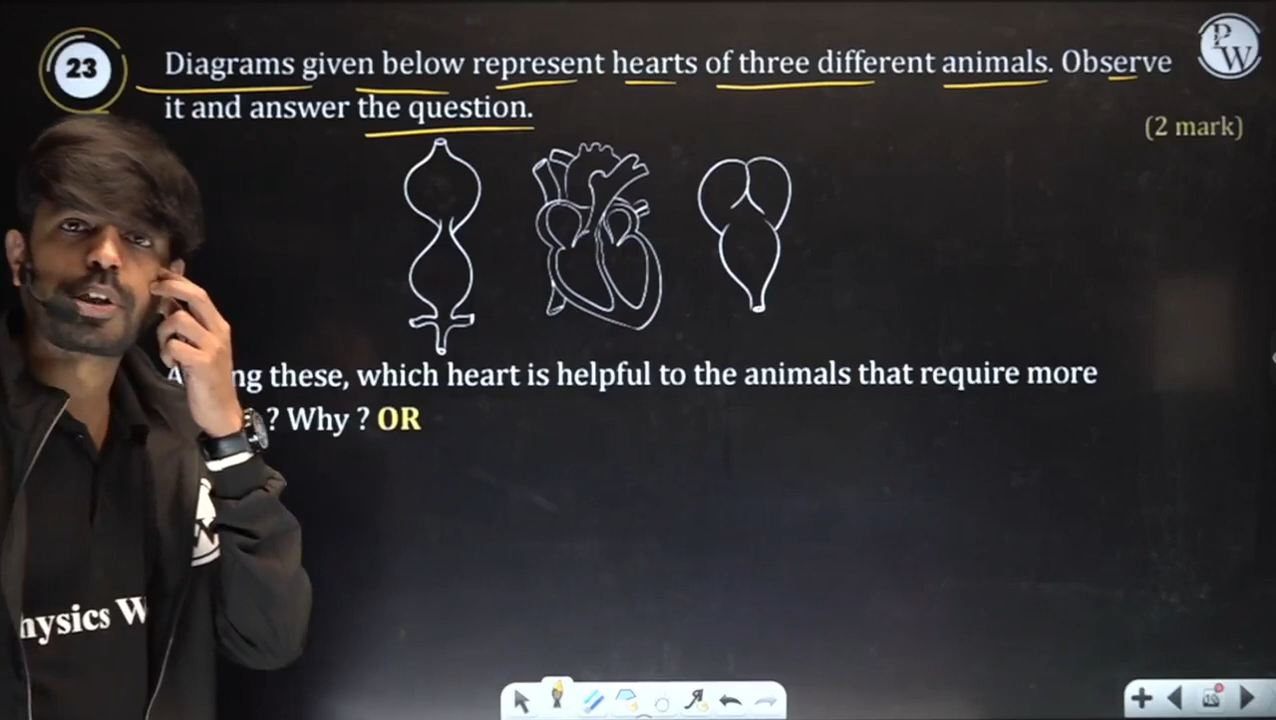 23
Diagrams given below represent hearts of three different animals. Observe
it and answer the question.
P
W
(2 mark)
these, which heart is helpful to the animals that require more
? Why ? OR
W
hysics W